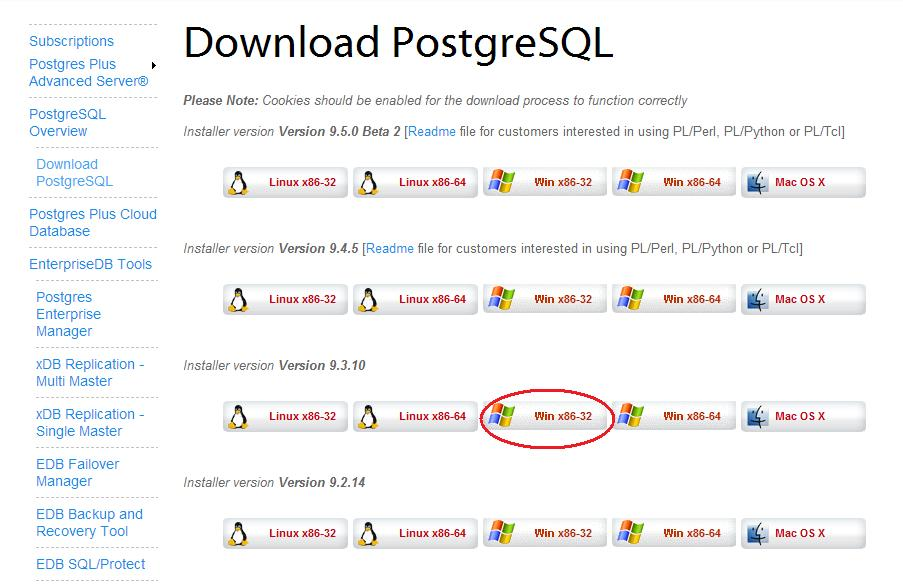 Subscriptions
Postgres Plus
Advanced Server®
PostgreSQL
Overview
Download
PostgreSQL
Postgres Plus Cloud
Database
EnterpriseDB Tools
Postgres
Enterprise
Manager
xDB Replication -
Multi Master
xDB Replication -
Single Master
EDB Failover
Manager
EDB Backup and
Recovery Tool
EDB SQL/Protect
Download PostgreSQL
Please Note: Cookies should be enabled for the download process to function correctly
Installer version Version 9.5.0 Beta 2 [Readme file for customers interested in using PL/Perl, PL/Python or PL/Tcl]
Linux x86-32 Linux x86-64 Win x86-32 Win x86-64 Mac OS X
Installer version Version 9.4.5 [Readme file for customers interested in using PL/Perl, PL/Python or PL/Tcl]
Linux x86-32 Linux x86-64 Win x86-32 Win x86-64 Mac OS X
Installer version Version 9.3.10
Linux x86-32 Linux x86-64 Win x86-32 Win x86-64 Mac OS X
Installer version Version 9.2.14
Linux x86-32 Linux x86-64 Win x86-32 Win x86-64 Mac OS X